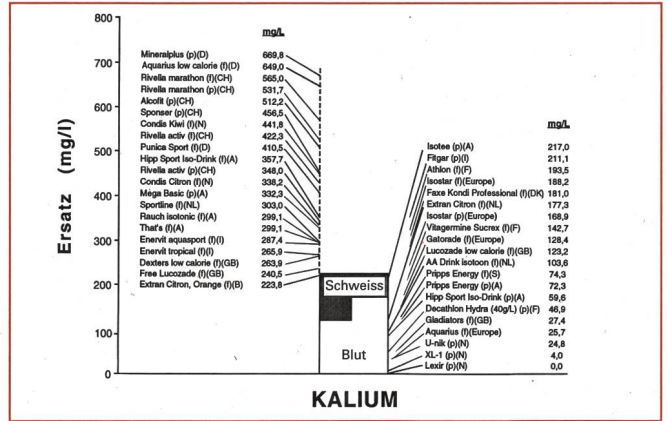 Ersatz (mg/l)
800
700
600
500
400
300
200
100
0
mg/L
Mineralplus (p)(D) 669,8
Aquarius low calorie (f)(D) 649,0
Rivella marathon (f)(CH) 565,0
Rivella marathon (p)(CH) 531,7
Alcofit (p)(CH) 512,2
Sponser (p)(CH) 456,5
Condis Kiwi (f)(N) 441,8
Rivella activ (f)(CH) 422,3
Punica Sport (f)(D) 410,5
Hipp Sport Iso-Drink (f)(A) 357,7
Rivella activ (p)(CH) 348,0
Condis Citron (f)(N) 338,2
Méga Basic (p)(A) 332,3
Sportline (f)(NL) 303,0
Rauch isotonic (f)(A) 299,1
That's (f)(A) 299,1
Enervit aquasport (f)(I) 287,4
Enervit tropical (f)(I) 265,9
Dexters low calorie (f)(GB) 263,9
Free Lucozade (f)(GB) 240,5
Extran Citron, Orange (f)(B) 223,8
Schweiss
Blut
mg/L
Isotee (p)(A) 217,0
Fitgar (p)(I) 211,1
Athlon (f)(F) 193,5
Isostar (f)(Europe) 188,2
Faxe Kondi Professional (f)(DK) 181,0
Extran Citron (f)(NL) 177,3
Isostar (p)(Europe) 168,9
Vitagermine Sucrex (f)(F) 142,7
Gatorade (f)(Europe) 128,4
Lucozade low calorie (f)(GB) 123,2
AA Drink isotoon (f)(NL) 103,6
Pripps Energy (f)(S) 74,3
Pripps Energy (p)(A) 72,3
Hipp Sport Iso-Drink (p)(A) 59,6
Decathlon Hydra (40g/L) (p)(F) 46,9
Gladiators (f)(GB) 27,4
Aquarius (f)(Europe) 25,7
U-nik (p)(N) 24,8
XL-1 (p)(N) 4,0
Lexir (p)(N) 0,0
KALIUM